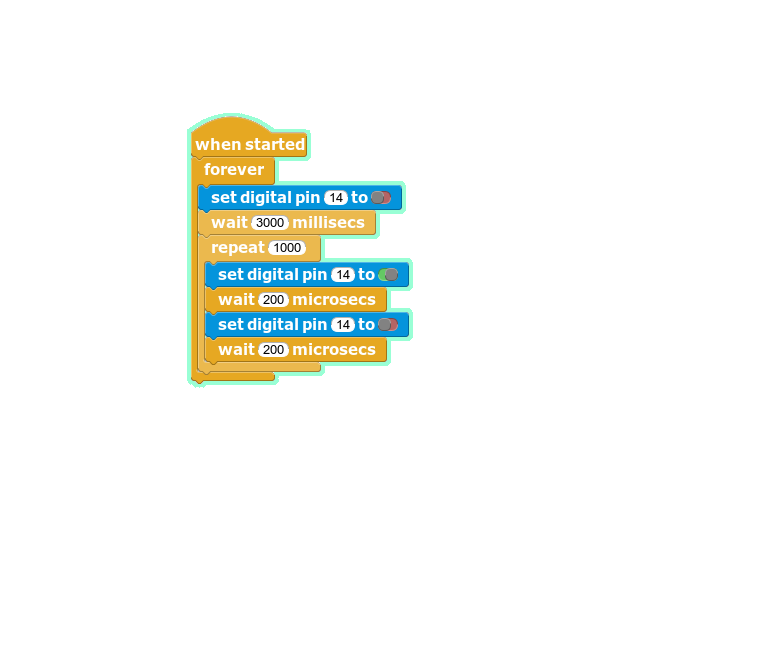 when started
forever
set digital pin 14 to
wait 3000 millisecs
repeat 1000
set digital pin 14 to
wait 200 microsecs
set digital pin 14 to
wait 200 microsecs